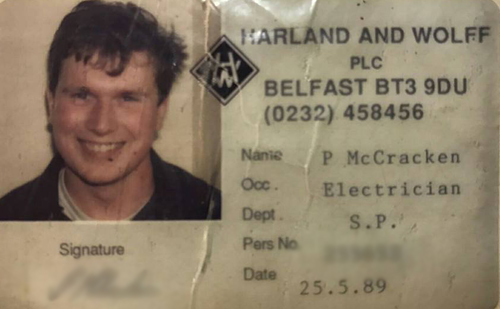 HARLAND AND WOLFF
PLC
BELFAST BT3 9DU
(0232) 458456
Name P McCracken
Occ. Electrician
Dept. S.P.
Pers No.
Date 25.5.89
Signature